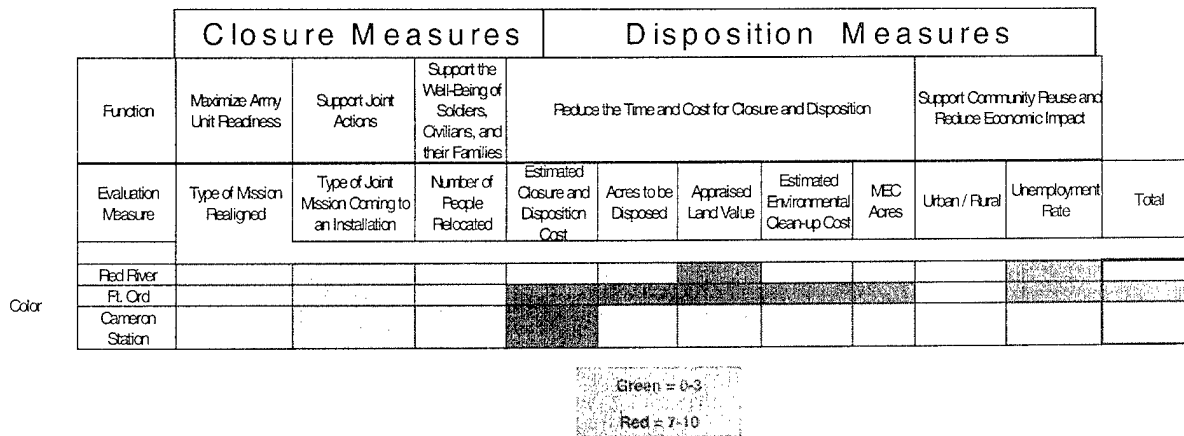 Closure Measures Disposition Measures
Function
Maximize Army
Unit Readiness
Support Joint
Actions
Support the
Well-Being of
Soldiers,
Civilians, and
their Families
Reduce the Time and Cost for Closure and Disposition
Support Community Reuse and
Reduce Economic Impact
Evaluation
Measure
Type of Mission
Realigned
Type of Joint
Mission Coming to
an Installation
Number of
People
Relocated
Estimated
Closure and
Disposition
Cost
Acres to be
Disposed
Appraised
Land Value
Estimated
Environmental
Clean-up Cost
MEC
Acres
Urban / Rural
Unemployment
Rate
Total
Color
Red River
Ft. Ord
Cameron
Station
Green = 0-3
Red = 7-10